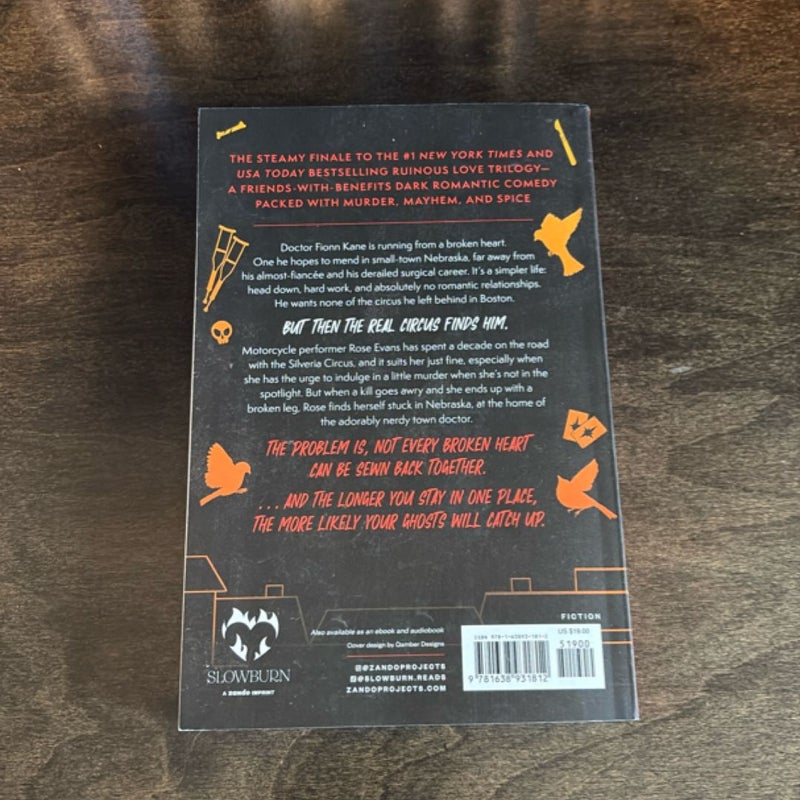 THE STEAMY FINALE TO THE #1 NEW YORK TIMES AND
USA TODAY BESTSELLING RUINOUS LOVE TRILOGY—
A FRIENDS-WITH-BENEFITS DARK ROMANTIC COMEDY
PACKED WITH MURDER, MAYHEM, AND SPICE
Doctor Fionn Kane is running from a broken heart.
One he hopes to mend in small-town Nebraska, far away from
his almost-fiancée and his derailed surgical career. It's a simpler life:
head down, hard work, and absolutely no romantic relationships.
He wants none of the circus he left behind in Boston.
BUT THEN THE REAL CIRCUS FINDS HIM.
Motorcycle performer Rose Evans has spent a decade on the road
with the Silveria Circus, and it suits her just fine, especially when
she has the urge to indulge in a little murder when she's not in the
spotlight. But when a kill goes awry and she ends up with a
broken leg, Rose finds herself stuck in Nebraska, at the home of
the adorably nerdy town doctor.
THE PROBLEM IS, NOT EVERY BROKEN HEART
CAN BE SEWN BACK TOGETHER.
. . . AND THE LONGER YOU STAY IN ONE PLACE,
THE MORE LIKELY YOUR GHOSTS WILL CATCH UP.
SLOWBURN
A ZANDO IMPRINT
Also available as an ebook and audiobook
Cover design by Qamber Designs
@ZANDOPROJECTS
@SLOWBURN.READS
ZANDOPROJECTS.COM
FICTION
ISBN 978-1-63893-181-2
US $19.00
51900
9 781638 931812